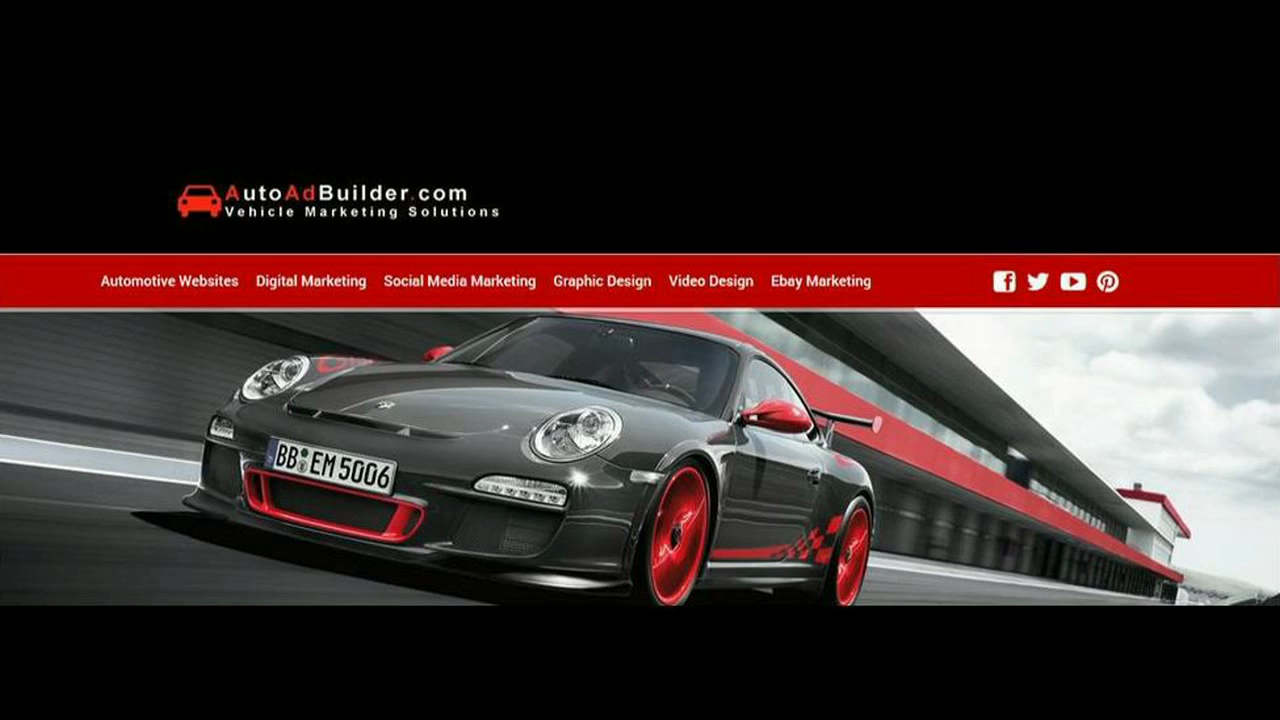 AutoAdBuilder.com
Vehicle Marketing Solutions
Automotive Websites Digital Marketing Social Media Marketing Graphic Design Video Design Ebay Marketing
BB EM 5006